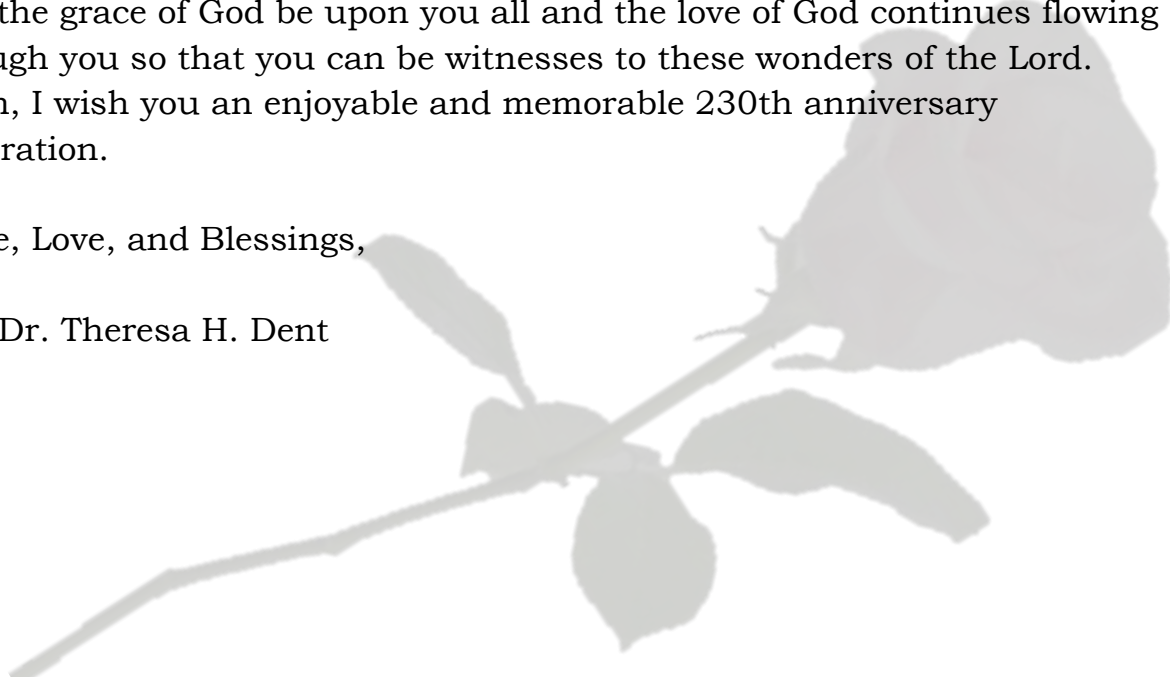 the grace of God be upon you all and the love of God continues flowing
ugh you so that you can be witnesses to these wonders of the Lord.
, I wish you an enjoyable and memorable 230th anniversary
ration.
e, Love, and Blessings,
Dr. Theresa H. Dent